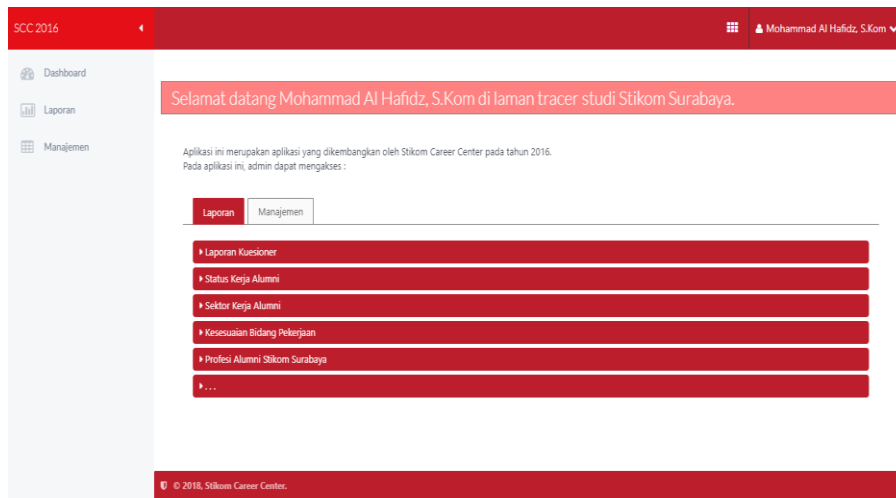 SCC 2016
Mohammad Al Hafidz, S.Kom
Dashboard
Laporan
Manajemen
Selamat datang Mohammad Al Hafidz, S.Kom di laman tracer studi Stikom Surabaya.
Aplikasi ini merupakan aplikasi yang dikembangkan oleh Stikom Career Center pada tahun 2016.
Pada aplikasi ini, admin dapat mengakses :
Laporan Manajemen
Laporan Kuesioner
Status Kerja Alumni
Sektor Kerja Alumni
Kesesuaian Bidang Pekerjaan
Profesi Alumni Stikom Surabaya
. . .
© 2018, Stikom Career Center.